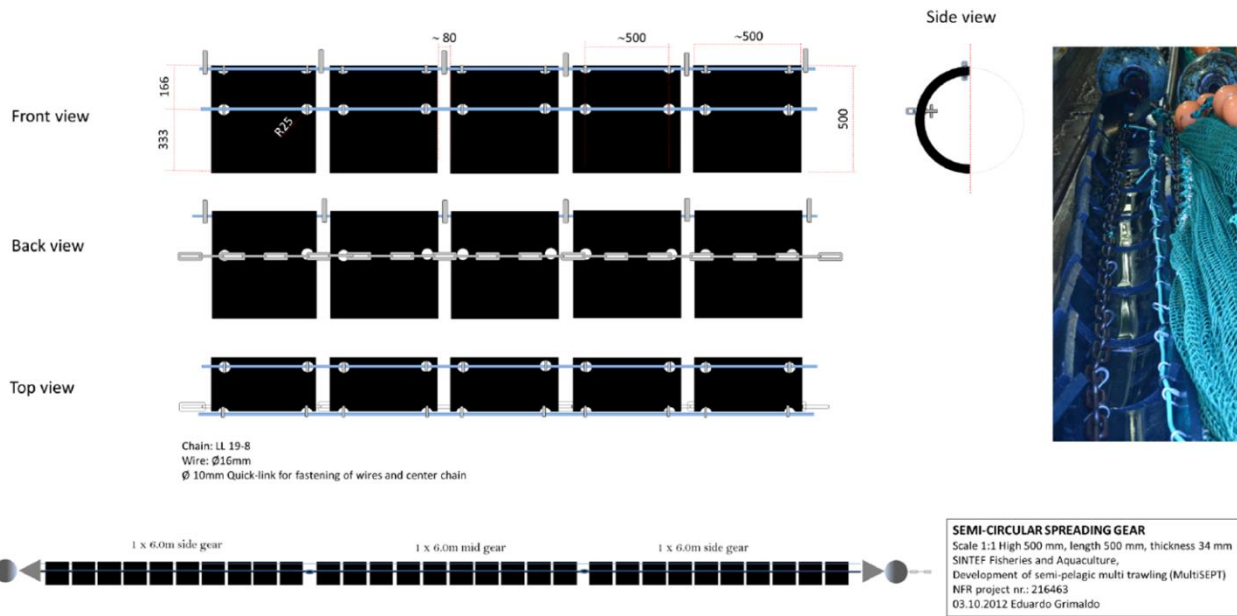 Side view
~ 80
~500
~500
Front view
166
333
R25
500
Back view
Top view
Chain: LL 19-8
Wire: Ø16mm
Ø 10mm Quick-link for fastening of wires and center chain
1 x 6.0m side gear
1 x 6.0m mid gear
1 x 6.0m side gear
SEMI-CIRCULAR SPREADING GEAR
Scale 1:1 High 500 mm, length 500 mm, thickness 34 mm
SINTEF Fisheries and Aquaculture,
Development of semi-pelagic multi trawling (MultiSEPT)
NFR project nr.: 216463
03.10.2012 Eduardo Grimaldo